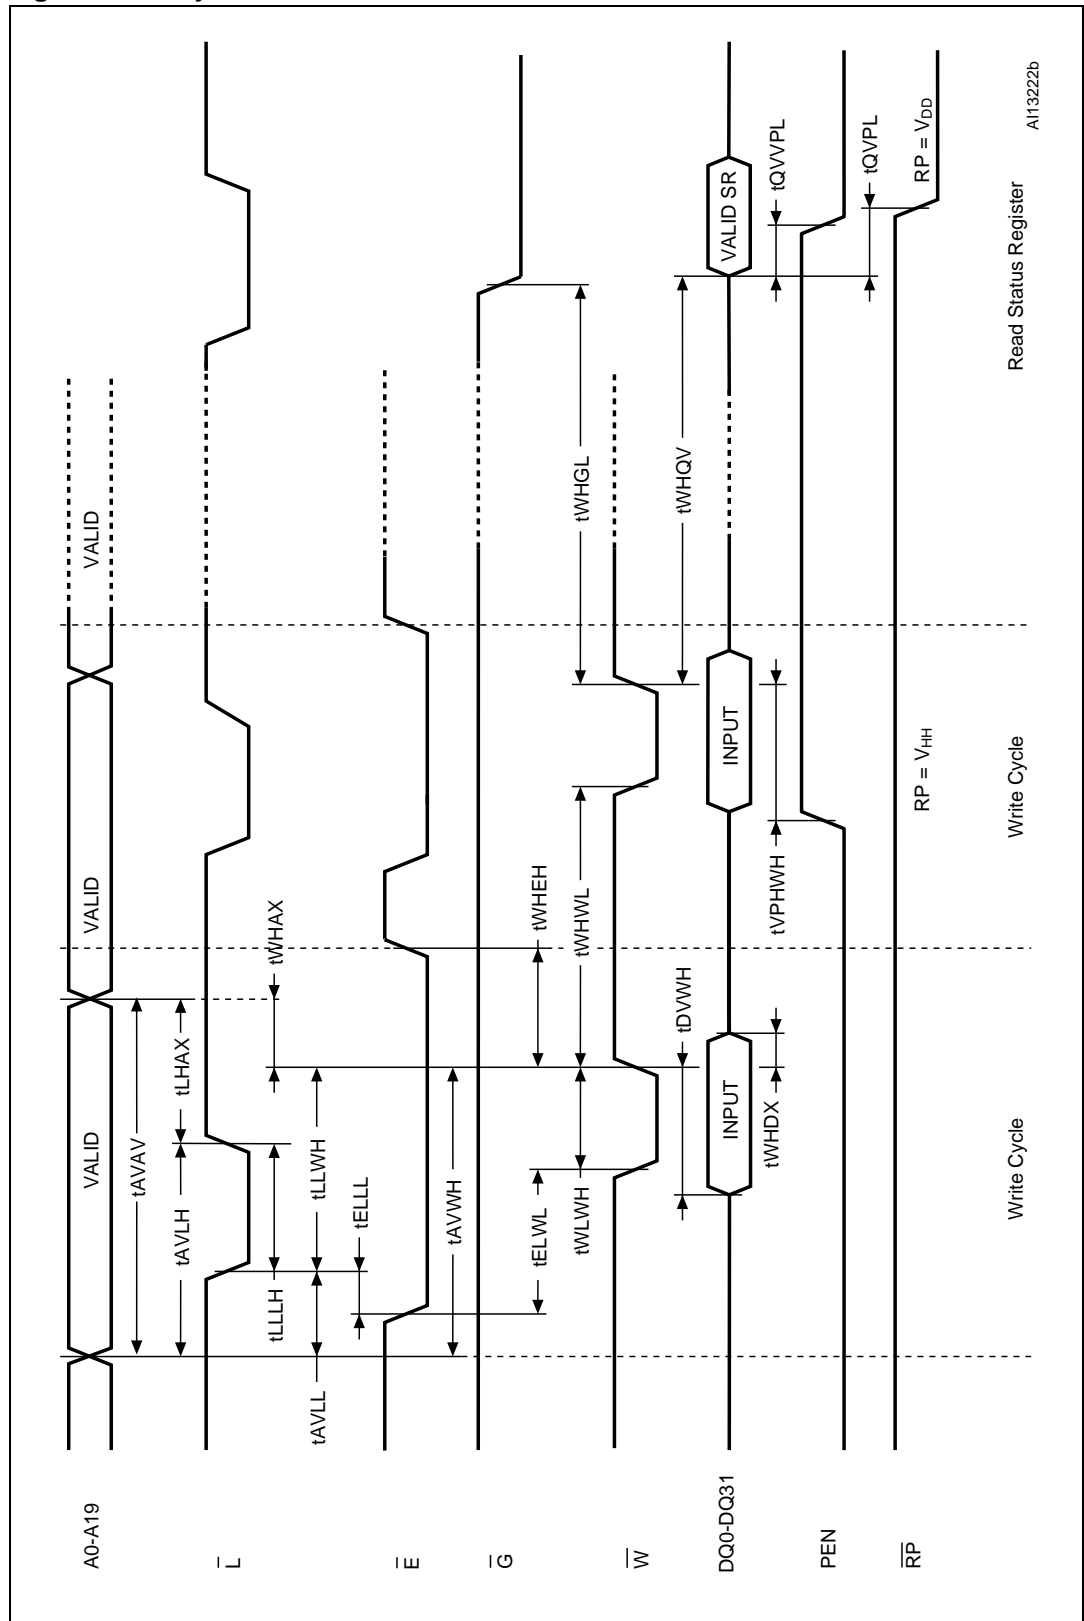 A0-A19
VALID
VALID
VALID
tAVAV
tAVLH
tLHAX
L
tLLLH
tWHAX
tAVLL
tLLWH
tELLL
E
tAVWH
G
tELWL
tWHEH
tWLWH
tWHWL
tWHGL
W
tDVWH
tWHQV
DQ0-DQ31
INPUT
INPUT
VALID SR
tWHDX
tVPHWH
tQVVPL
PEN
tQVPL
RP
RP = VHH
RP = VDD
Write Cycle
Write Cycle
Read Status Register
AI13222b